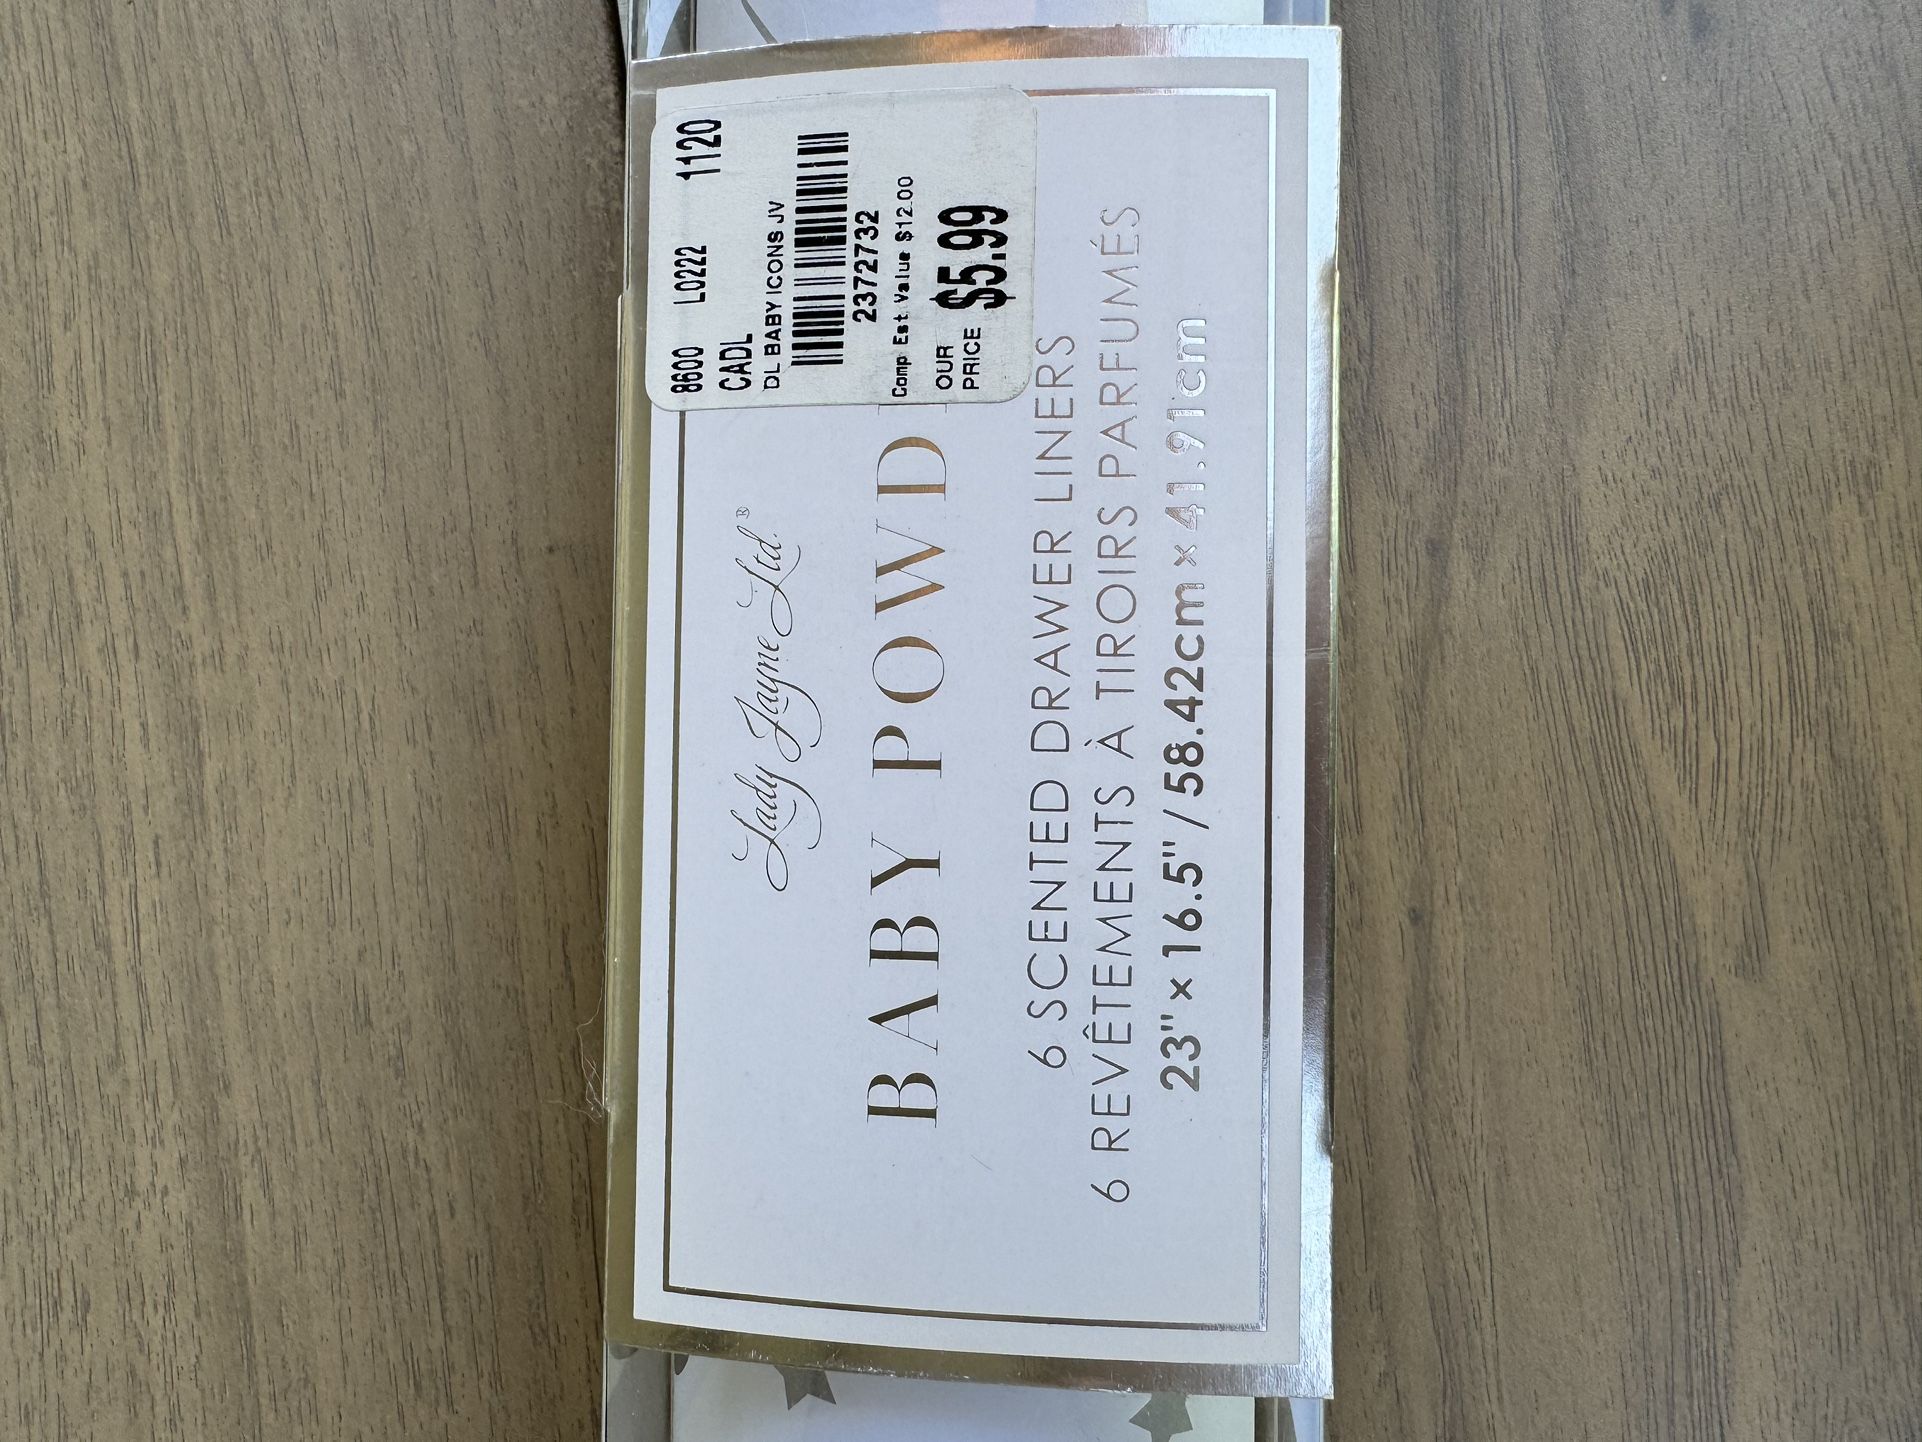 8600 L0222 1120
CADL
DL BABY ICONS JV
2372732
Comp Est Value $12.00
OUR PRICE $5.99
Lady Jayne Ltd.®
BABY POWD
6 SCENTED DRAWER LINERS
6 REVÊTEMENTS À TIROIRS PARFUMÉS
23" × 16.5" / 58.42cm × 41.91cm